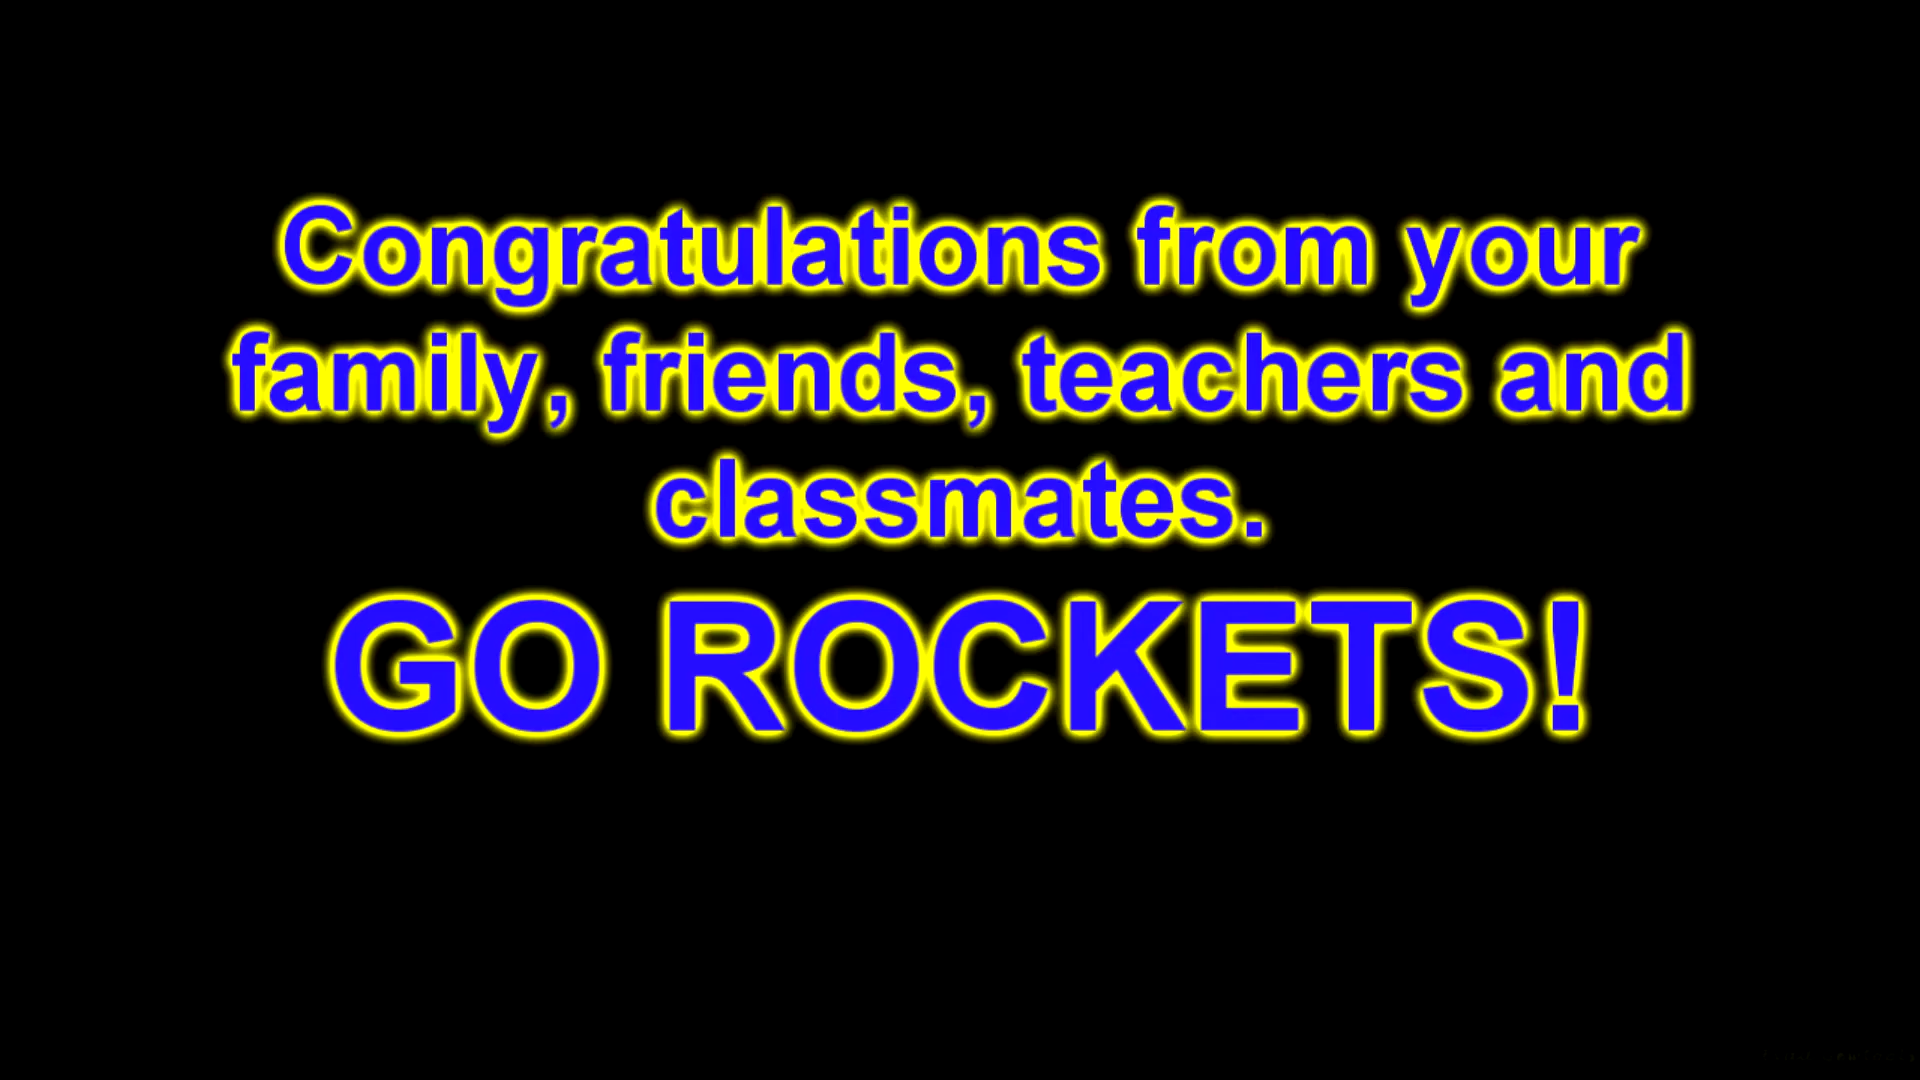 Congratulations from your
family, friends, teachers and
classmates.
GO ROCKETS!